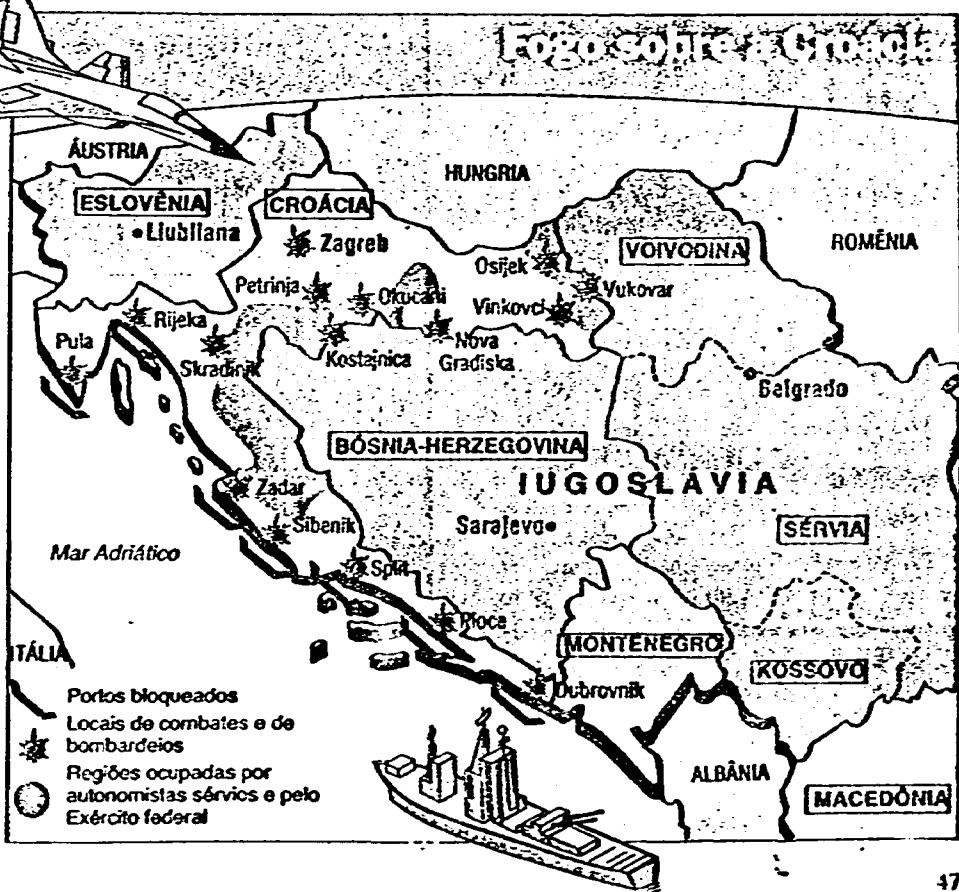 Fogo sobre a Croácia
ÁUSTRIA
HUNGRIA
ESLOVÊNIA
CROÁCIA
Liubliana
Zagreb
VOIVODINA
ROMÊNIA
Osijek
Petrinja
Okucani
Vinkovci
Vukovar
Rijeka
Pula
Skradinik
Kostajnica
Nova
Gradiska
Belgrado
BÓSNIA-HERZEGOVINA
IUGOSLÁVIA
Zadar
Sibenik
Sarajevo
SÉRVIA
Mar Adriático
Split
Ploce
MONTENEGRO
KOSSOVO
ITÁLIA
Dubrovnik
Portos bloqueados
Locais de combates e de
bombardeios
Regiões ocupadas por
autonomistas sérvios e pelo
Exército federal
ALBÂNIA
MACEDÔNIA
47